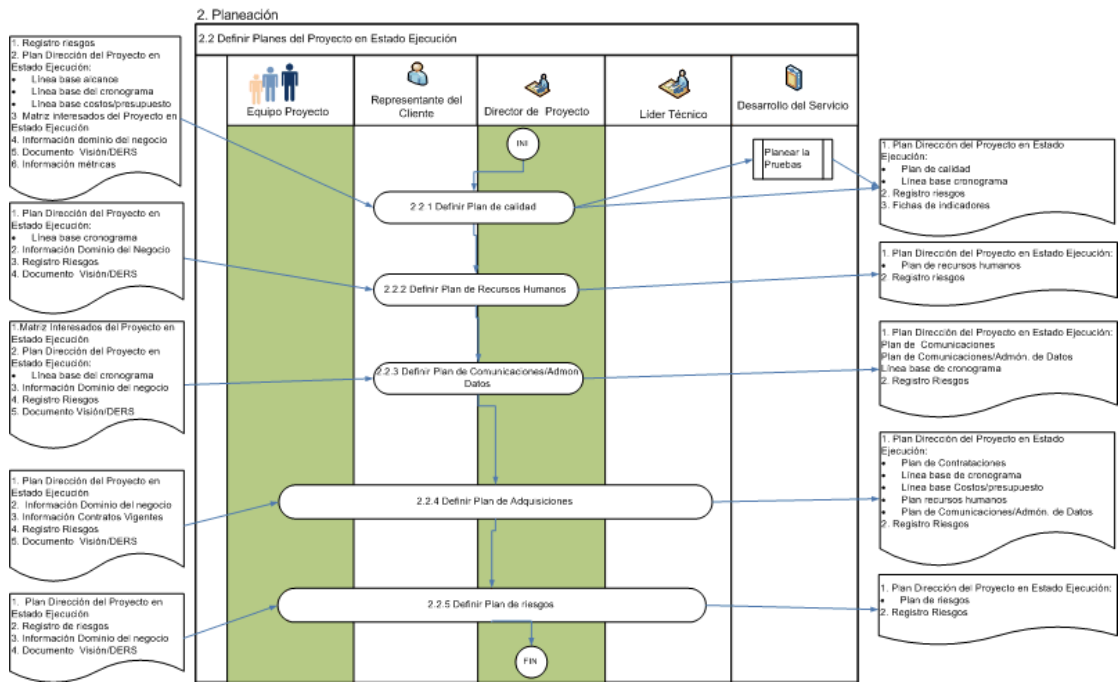 2. Planeación
2.2 Definir Planes del Proyecto en Estado Ejecución
Equipo Proyecto
Representante del
Cliente
Director de Proyecto
Líder Técnico
Desarrollo del Servicio
1. Registro riesgos
2. Plan Dirección del Proyecto en
Estado Ejecución:
• Línea base alcance
• Línea base del cronograma
• Línea base costos/presupuesto
3 Matriz interesados del Proyecto en
Estado Ejecución
4. Información dominio del negocio
5. Documento Visión/DERS
6. Información métricas
INI
Planear la
Pruebas
2.2.1 Definir Plan de calidad
1. Plan Dirección del Proyecto en Estado
Ejecución:
• Plan de calidad
• Línea base cronograma
2. Registro riesgos
3. Fichas de indicadores
1. Plan Dirección del Proyecto en
Estado Ejecución:
• Línea base cronograma
2. Información Dominio del Negocio
3. Registro Riesgos
4. Documento Visión/DERS
2.2.2 Definir Plan de Recursos Humanos
1. Plan Dirección del Proyecto en Estado Ejecución:
• Plan de recursos humanos
2. Registro riesgos
1.Matriz Interesados del Proyecto en
Estado Ejecución
2. Plan Dirección del Proyecto en
Estado Ejecución:
• Línea base del cronograma
3. Información Dominio del negocio
4. Registro Riesgos
5. Documento Visión/DERS
2.2.3 Definir Plan de Comunicaciones/Admon
Datos
1. Plan Dirección del Proyecto en Estado Ejecución:
Plan de Comunicaciones
Plan de Comunicaciones/Admón. de Datos
Línea base de cronograma
2. Registro Riesgos
1. Plan Dirección del Proyecto en
Estado Ejecución
2. Información Dominio del negocio
3. Información Contratos Vigentes
4. Registro Riesgos
5. Documento Visión/DERS
2.2.4 Definir Plan de Adquisiciones
1. Plan Dirección del Proyecto en Estado
Ejecución:
• Plan de Contrataciones
• Línea base de cronograma
• Línea base Costos/presupuesto
• Plan recursos humanos
• Plan de Comunicaciones/Admón. de Datos
2. Registro Riesgos
1. Plan Dirección del Proyecto en
Estado Ejecución
2. Registro de riesgos
3. Información Dominio del negocio
4. Documento Visión/DERS
2.2.5 Definir Plan de riesgos
1. Plan Dirección del Proyecto en Estado Ejecución:
• Plan de riesgos
2. Registro Riesgos
FIN